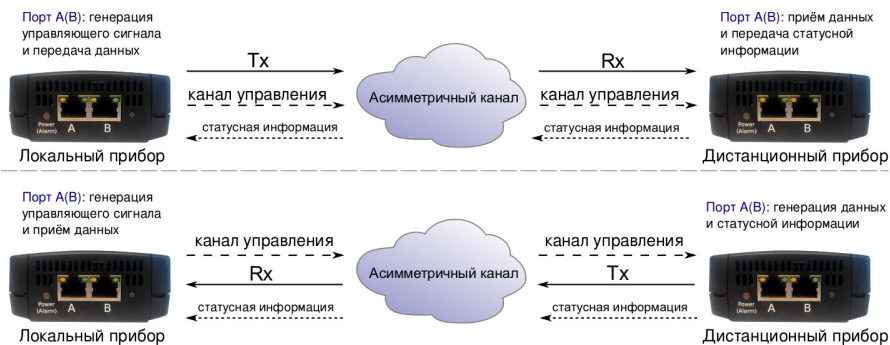 Порт А(В): генерация
управляющего сигнала
и передача данных
Порт А(В): приём данных
и передача статусной
информации
Tx
Rx
канал управления
Асимметричный канал
канал управления
статусная информация
статусная информация
Power
(Alarm)
A B
Power
(Alarm)
A B
Локальный прибор
Дистанционный прибор
Порт А(В): генерация
управляющего сигнала
и приём данных
Порт А(В): генерация данных
и статусной информации
канал управления
канал управления
Rx
Асимметричный канал
Tx
статусная информация
статусная информация
Power
(Alarm)
A B
Power
(Alarm)
A B
Локальный прибор
Дистанционный прибор